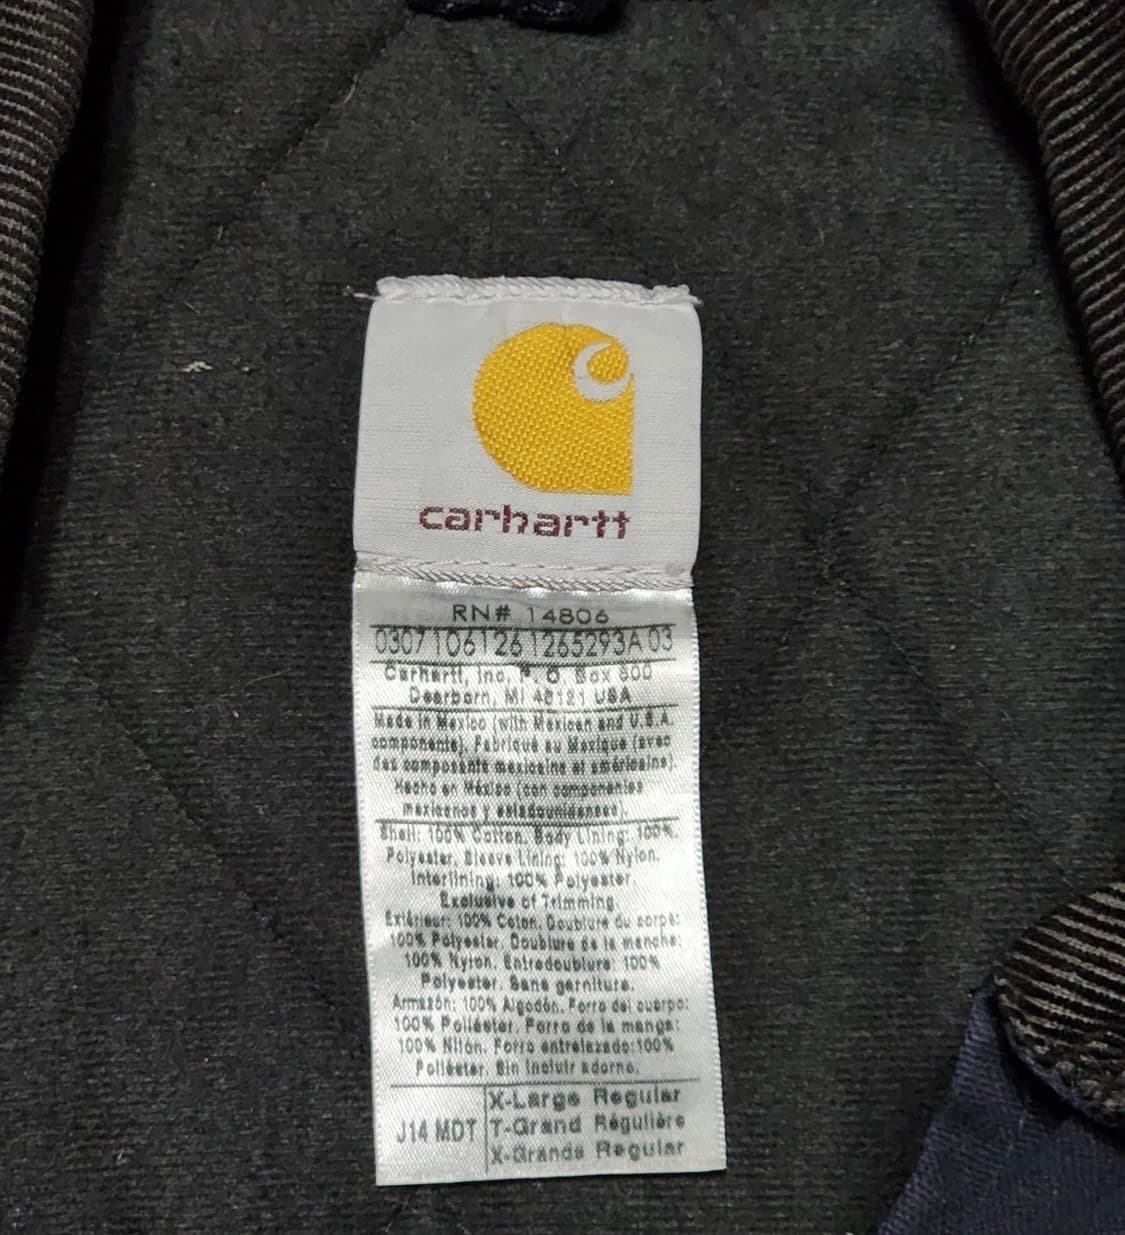 carhartt
RN# 14806
0307106126 1265293A 03
Carhartt, Inc. P. O. Box 600
Dearborn, MI 48121 USA
Made in Mexico (with Mexican and U.S.A.
components). Fabriqué au Mexique (avec
des composants mexicains et américains).
Hecho en México (con componentes
mexicanos y estadounidenses).
Shell: 100% Cotton. Body Lining: 100%
Polyester. Sleeve Lining: 100% Nylon.
Interlining: 100% Polyester.
Exclusive of Trimming.
Extérieur: 100% Coton. Doublure du corps:
100% Polyester. Doublure de la manche:
100% Nylon. Entredoublure: 100%
Polyester. Sans garniture.
Armazón: 100% Algodón. Forro del cuerpo:
100% Poliéster. Forro de la manga:
100% Nilón. Forro entrelazado:100%
Poliéster. Sin incluir adorno.
J14 MDT
X-Large Regular
T-Grand Régulière
X-Grande Regular